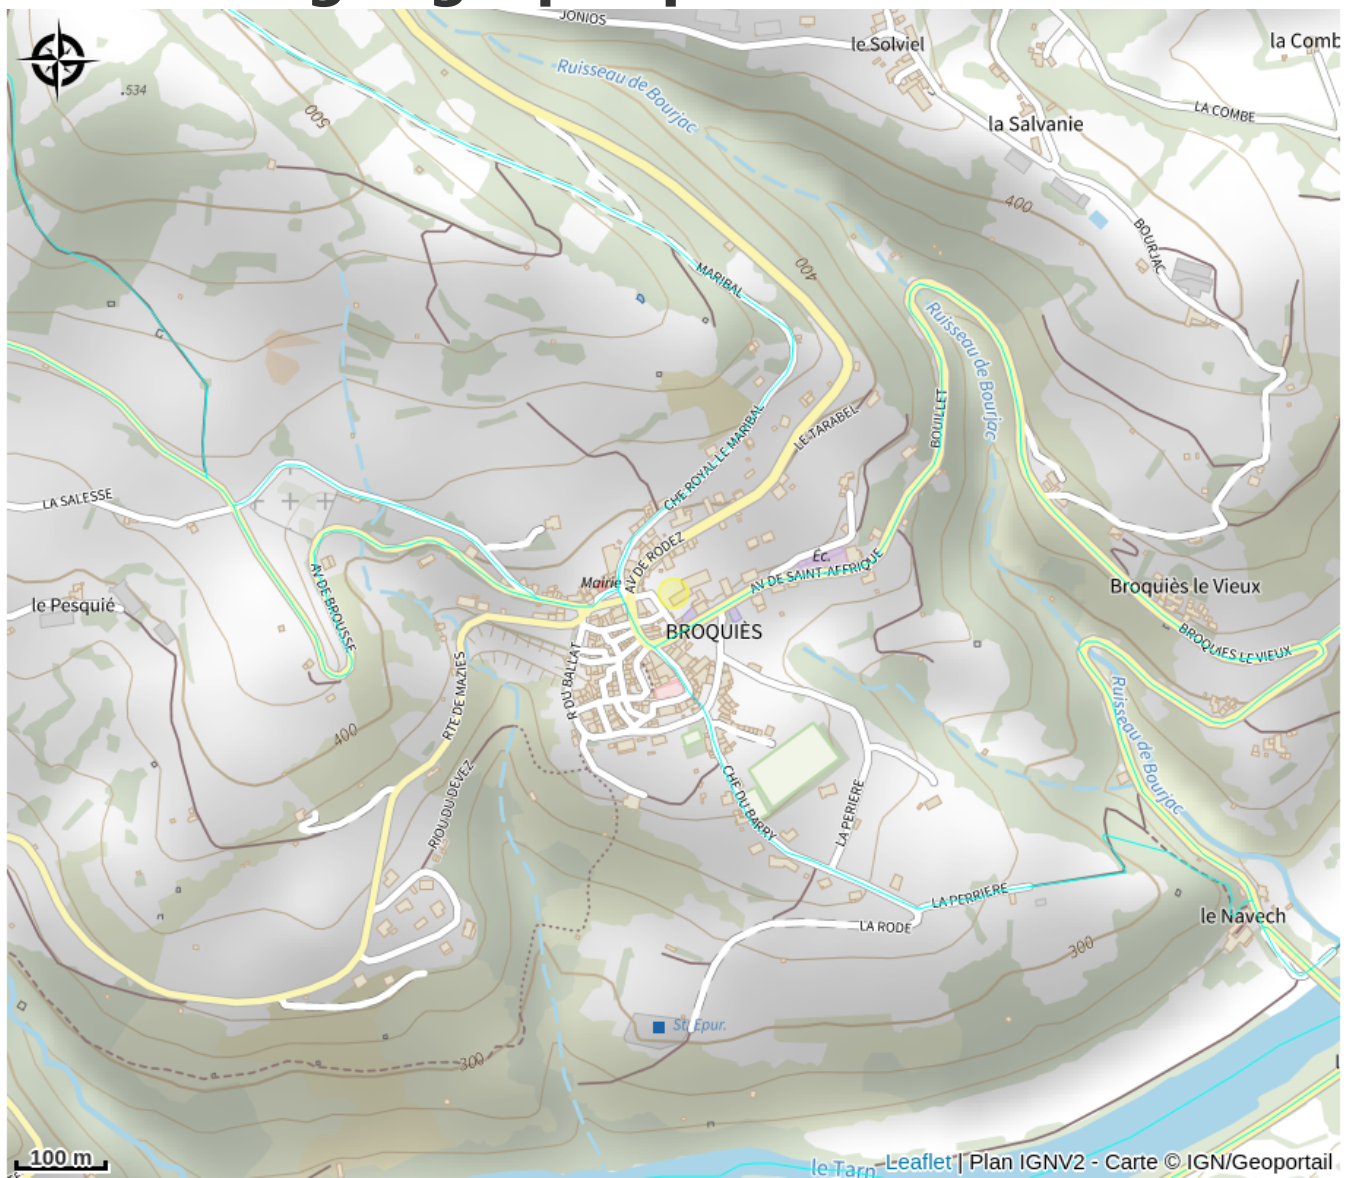 JONIOS
le Solviel
la Comb
Ruisseau de Bourjac
.534
500
LA COMBE
la Salvanie
400
BOURJAC
MARIBAL
400
Ruisseau de Bourjac
BOUILLET
CHE ROYAL LE MARIBAL
LE TARABEL
LA SALESSE
AV DE RODEZ
Ec.
Mairie
AV DE SAINT-AFFRIQUE
AV DE BROUSSE
Broquiès le Vieux
le Pesquié
BROQUIÈS
BROQUIES LE VIEUX
R DU BALLAT
RTE DE MAZIES
Ruisseau de Bourjac
400
RIOU DU DEVEZ
CHE DU BARRY
LA PERIERE
LA PERRIERE
le Navech
LA RODE
300
St. Epur.
300
100 m
le Tarn
Leaflet | Plan IGNV2 - Carte © IGN/Geoportail